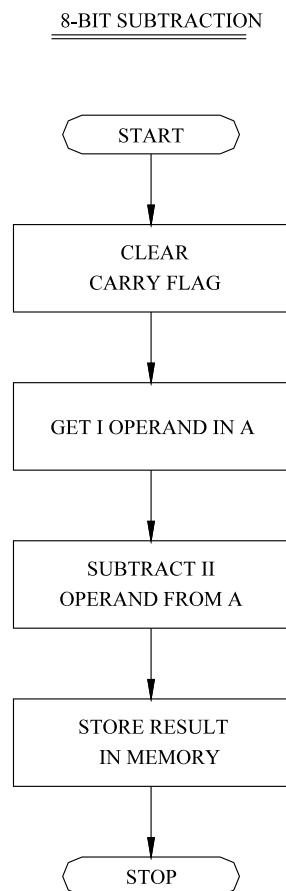 8-BIT SUBTRACTION
START
CLEAR
CARRY FLAG
GET I OPERAND IN A
SUBTRACT II
OPERAND FROM A
STORE RESULT
IN MEMORY
STOP